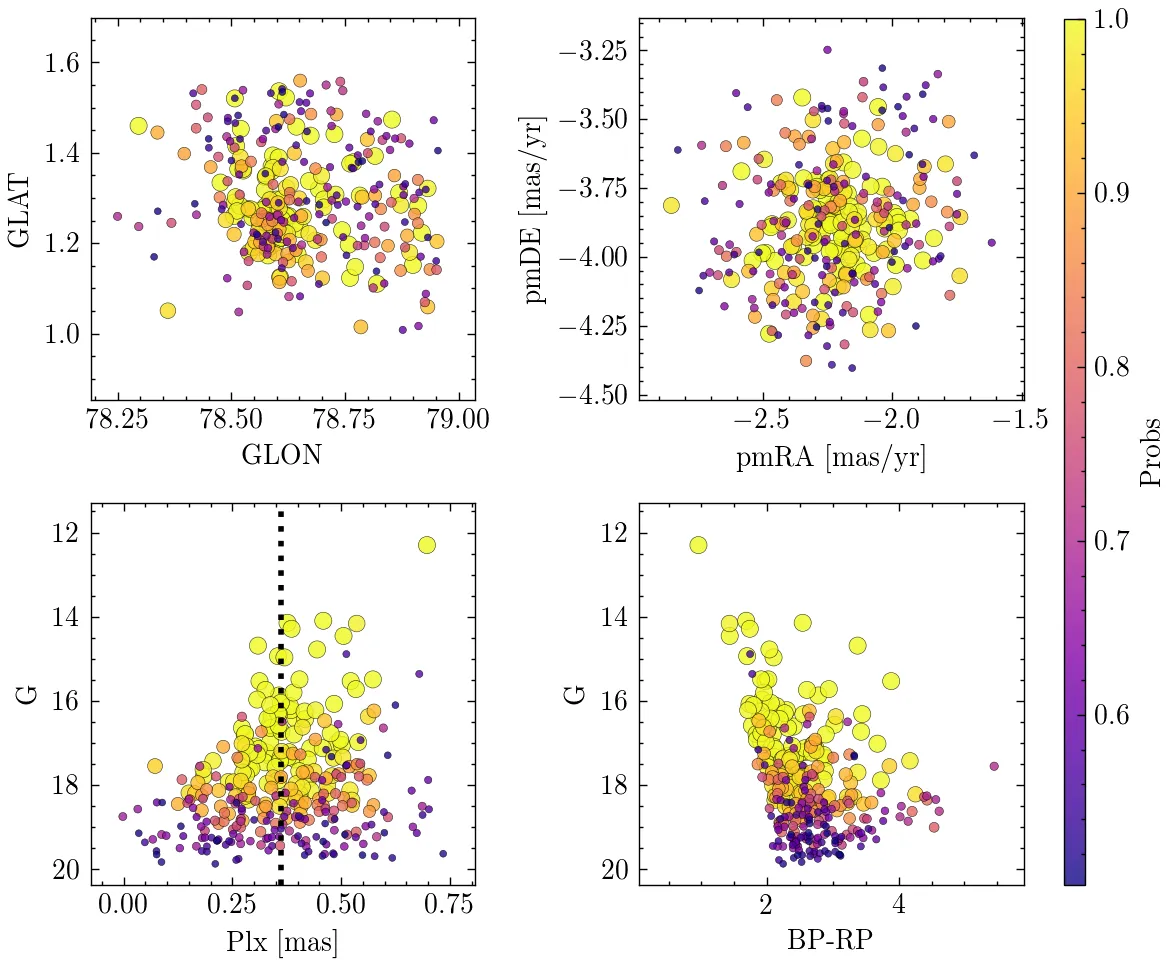 1.6
1.4
1.2
1.0
GLAT
78.25 78.50 78.75 79.00
GLON
−3.25
−3.50
−3.75
−4.00
−4.25
−4.50
pmDE [mas/yr]
−2.5 −2.0 −1.5
pmRA [mas/yr]
12
14
16
18
20
G
0.00 0.25 0.50 0.75
Plx [mas]
12
14
16
18
20
G
2 4
BP-RP
1.0
0.9
0.8
0.7
0.6
Probs